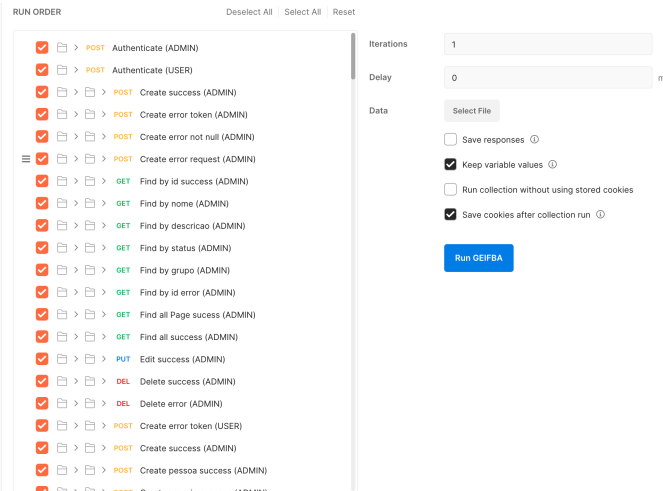 RUN ORDER
Deselect All
Select All
Reset
POST Authenticate (ADMIN)
POST Authenticate (USER)
POST Create success (ADMIN)
POST Create error token (ADMIN)
POST Create error not null (ADMIN)
POST Create error request (ADMIN)
GET Find by id success (ADMIN)
GET Find by nome (ADMIN)
GET Find by descricao (ADMIN)
GET Find by status (ADMIN)
GET Find by grupo (ADMIN)
GET Find by id error (ADMIN)
GET Find all Page sucess (ADMIN)
GET Find all success (ADMIN)
PUT Edit success (ADMIN)
DEL Delete success (ADMIN)
DEL Delete error (ADMIN)
POST Create error token (USER)
POST Create success (ADMIN)
POST Create pessoa success (ADMIN)
Iterations
1
Delay
0
Data
Select File
Save responses
Keep variable values
Run collection without using stored cookies
Save cookies after collection run
Run GEIFBA